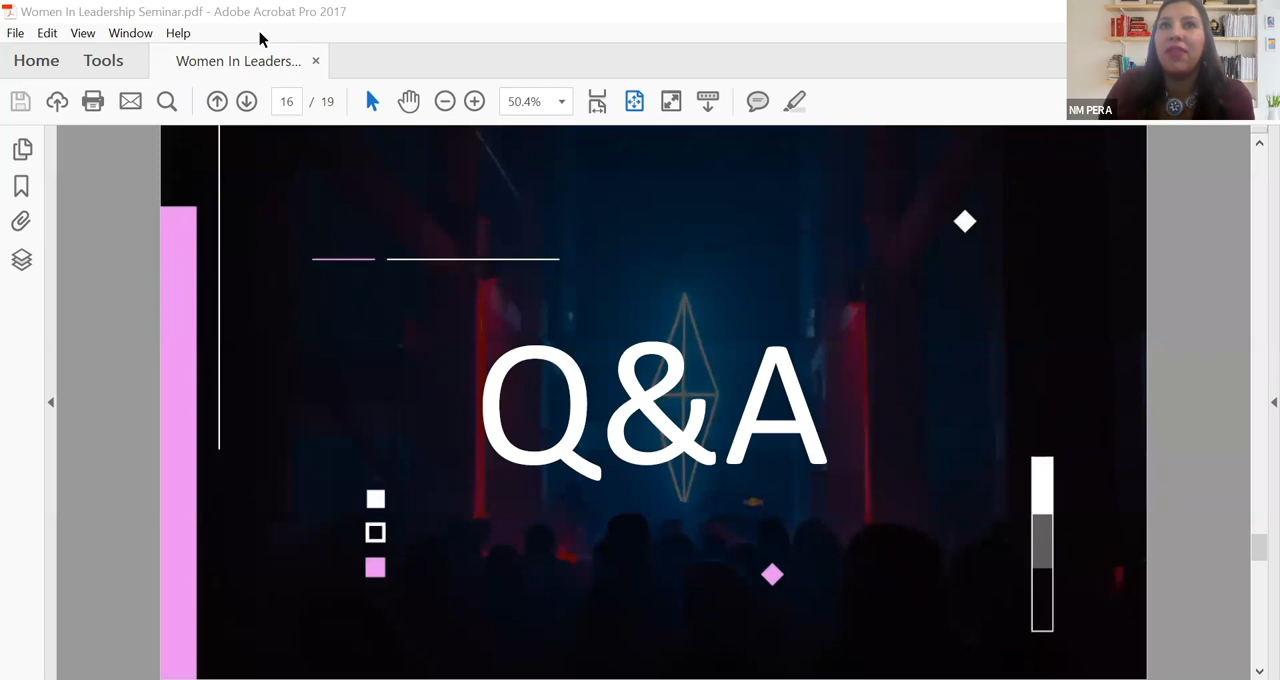 Women In Leadership Seminar.pdf - Adobe Acrobat Pro 2017
File Edit View Window Help
Home Tools Women In Leaders... ×
16 / 19 50.4%
NM PERA
Q&A